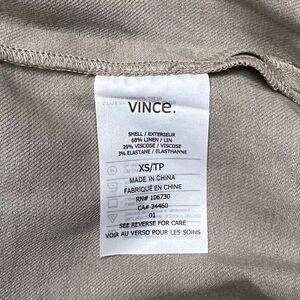 VINCE.
SHELL / EXTERIEUR
68% LINEN / LIN
29% VISCOSE / VISCOSE
3% ELASTANE / ELASTHANNE
XS/TP
MADE IN CHINA
FABRIQUÉ EN CHINE
RN# 106730
CA# 34460
01
SEE REVERSE FOR CARE
VOIR AU VERSO POUR LES SOINS